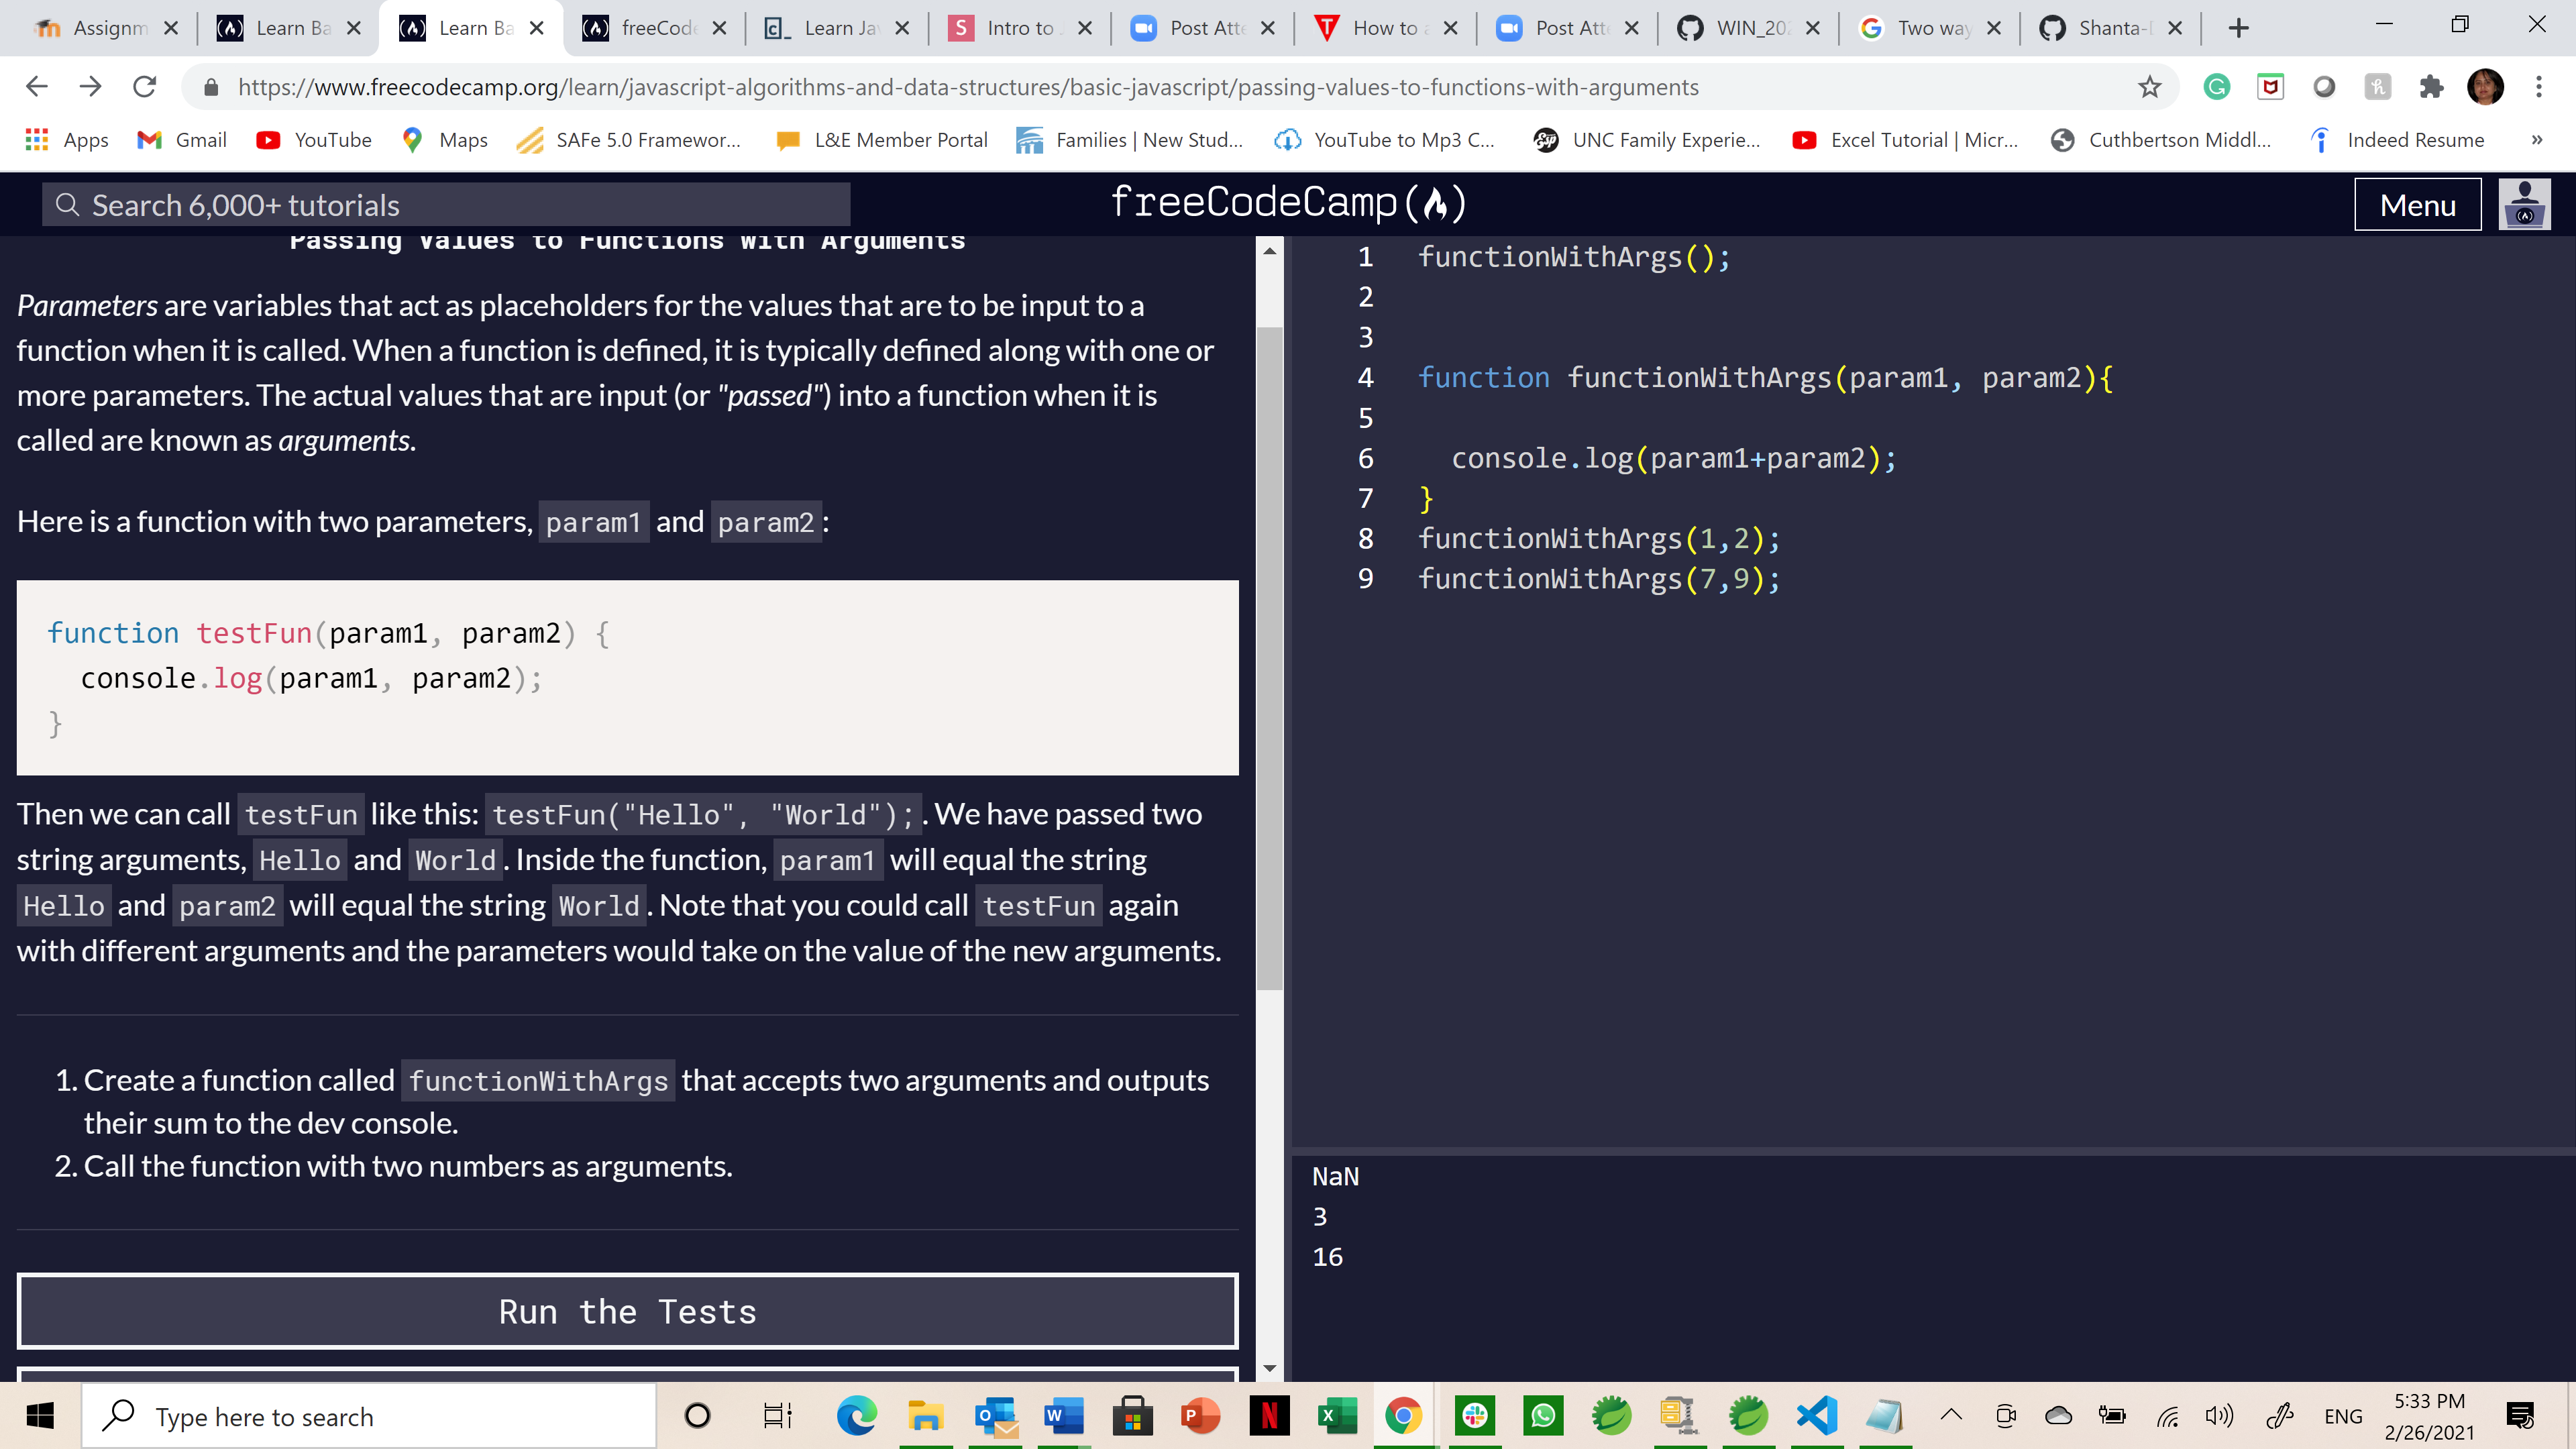 Assignm
Learn Ba
Learn Ba
freeCode
Learn Jav
Intro to J
Post Atte
How to a
Post Atte
WIN_202
Two way
Shanta-D
https://www.freecodecamp.org/learn/javascript-algorithms-and-data-structures/basic-javascript/passing-values-to-functions-with-arguments
Apps Gmail YouTube Maps SAFe 5.0 Framewor... L&E Member Portal Families | New Stud... YouTube to Mp3 C... UNC Family Experie... Excel Tutorial | Micr... Cuthbertson Middl... Indeed Resume »
Search 6,000+ tutorials
freeCodeCamp
Menu
Passing Values to Functions With Arguments
Parameters are variables that act as placeholders for the values that are to be input to a
function when it is called. When a function is defined, it is typically defined along with one or
more parameters. The actual values that are input (or "passed") into a function when it is
called are known as arguments.
Here is a function with two parameters, param1 and param2:
function testFun(param1, param2) {
console.log(param1, param2);
}
Then we can call testFun like this: testFun("Hello", "World");. We have passed two
string arguments, Hello and World. Inside the function, param1 will equal the string
Hello and param2 will equal the string World. Note that you could call testFun again
with different arguments and the parameters would take on the value of the new arguments.
1. Create a function called functionWithArgs that accepts two arguments and outputs
their sum to the dev console.
2. Call the function with two numbers as arguments.
Run the Tests
1 functionWithArgs();
2
3
4 function functionWithArgs(param1, param2){
5
6 console.log(param1+param2);
7 }
8 functionWithArgs(1,2);
9 functionWithArgs(7,9);
NaN
3
16
Type here to search
ENG
5:33 PM
2/26/2021